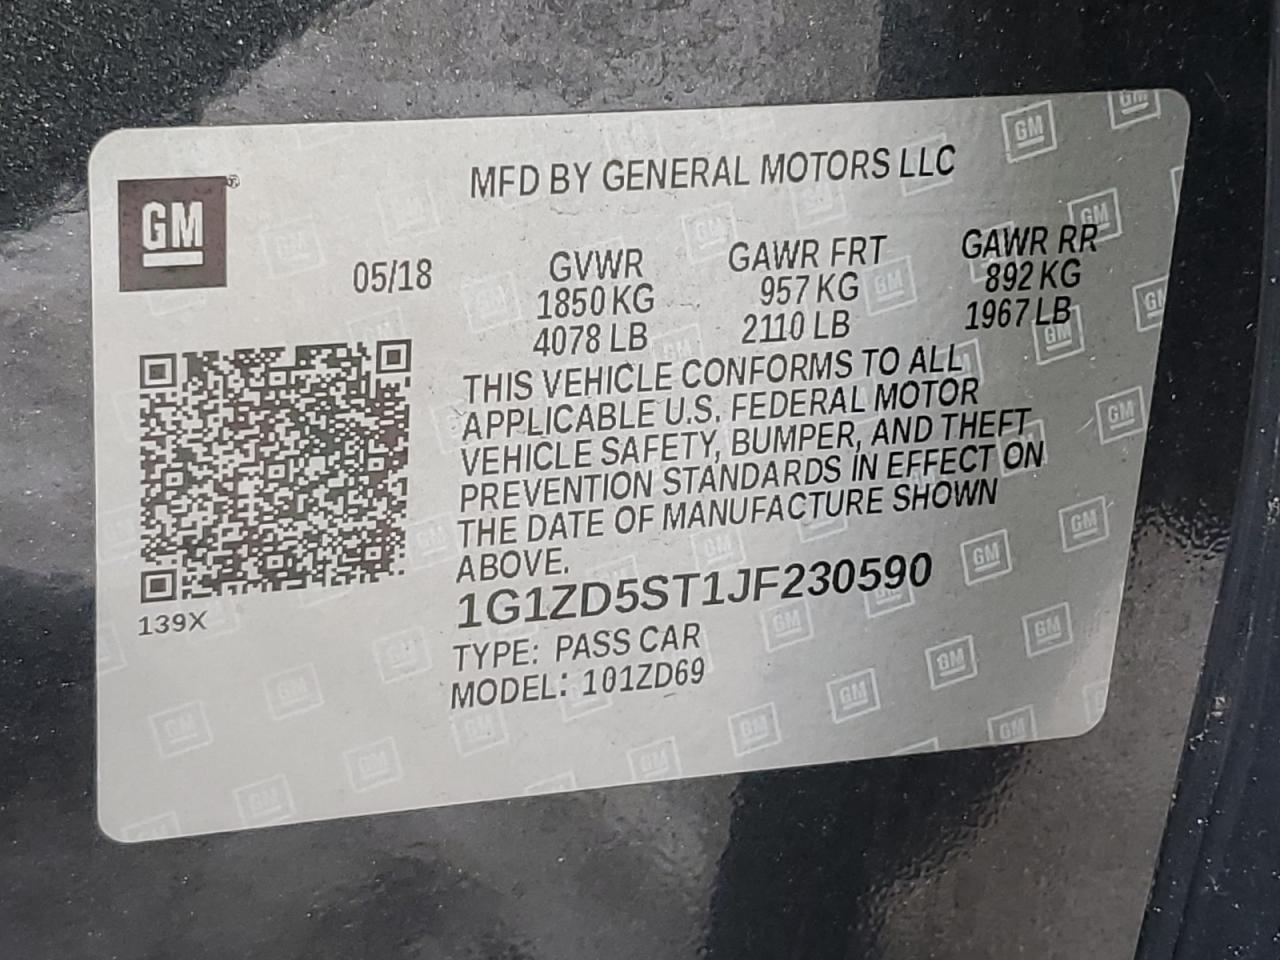 GM®
MFD BY GENERAL MOTORS LLC
05/18
GVWR GAWR FRT GAWR RR
1850 KG 957 KG 892 KG
4078 LB 2110 LB 1967 LB
THIS VEHICLE CONFORMS TO ALL
APPLICABLE U.S. FEDERAL MOTOR
VEHICLE SAFETY, BUMPER, AND THEFT
PREVENTION STANDARDS IN EFFECT ON
THE DATE OF MANUFACTURE SHOWN
ABOVE.
1G1ZD5ST1JF230590
TYPE: PASS CAR
MODEL: 101ZD69
139X